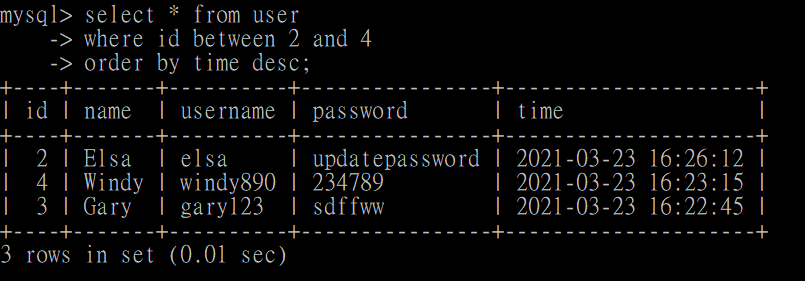 mysql> select * from user
    -> where id between 2 and 4
    -> order by time desc;
+----+-------+----------+----------------+---------------------+
| id | name  | username | password       | time                |
+----+-------+----------+----------------+---------------------+
|  2 | Elsa  | elsa     | updatepassword | 2021-03-23 16:26:12 |
|  4 | Windy | windy890 | 234789         | 2021-03-23 16:23:15 |
|  3 | Gary  | gary123  | sdffww         | 2021-03-23 16:22:45 |
+----+-------+----------+----------------+---------------------+
3 rows in set (0.01 sec)